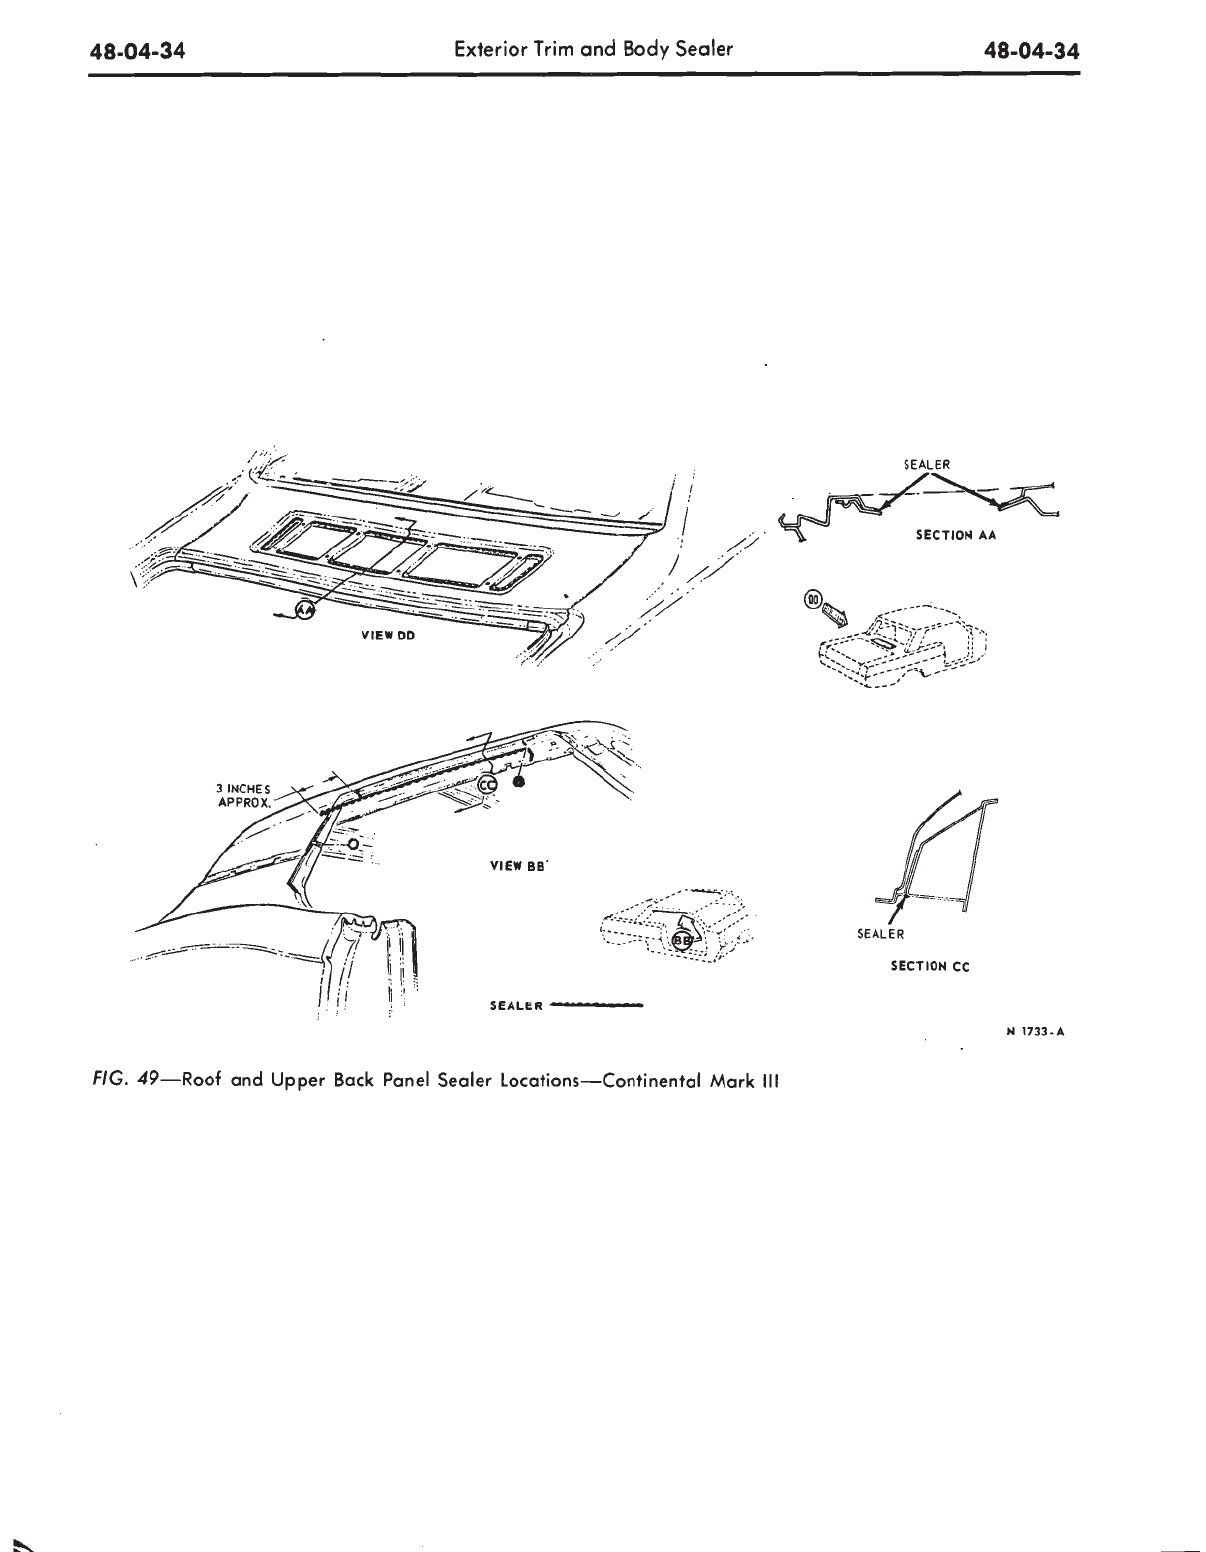 48-04-34 Exterior Trim and Body Sealer 48-04-34
SEALER
SECTION AA
DD
AA
VIEW DD
3 INCHES
APPROX.
CC
VIEW BB
BB
SEALER
SECTION CC
SEALER
N 1733-A
FIG. 49—Roof and Upper Back Panel Sealer Locations—Continental Mark III